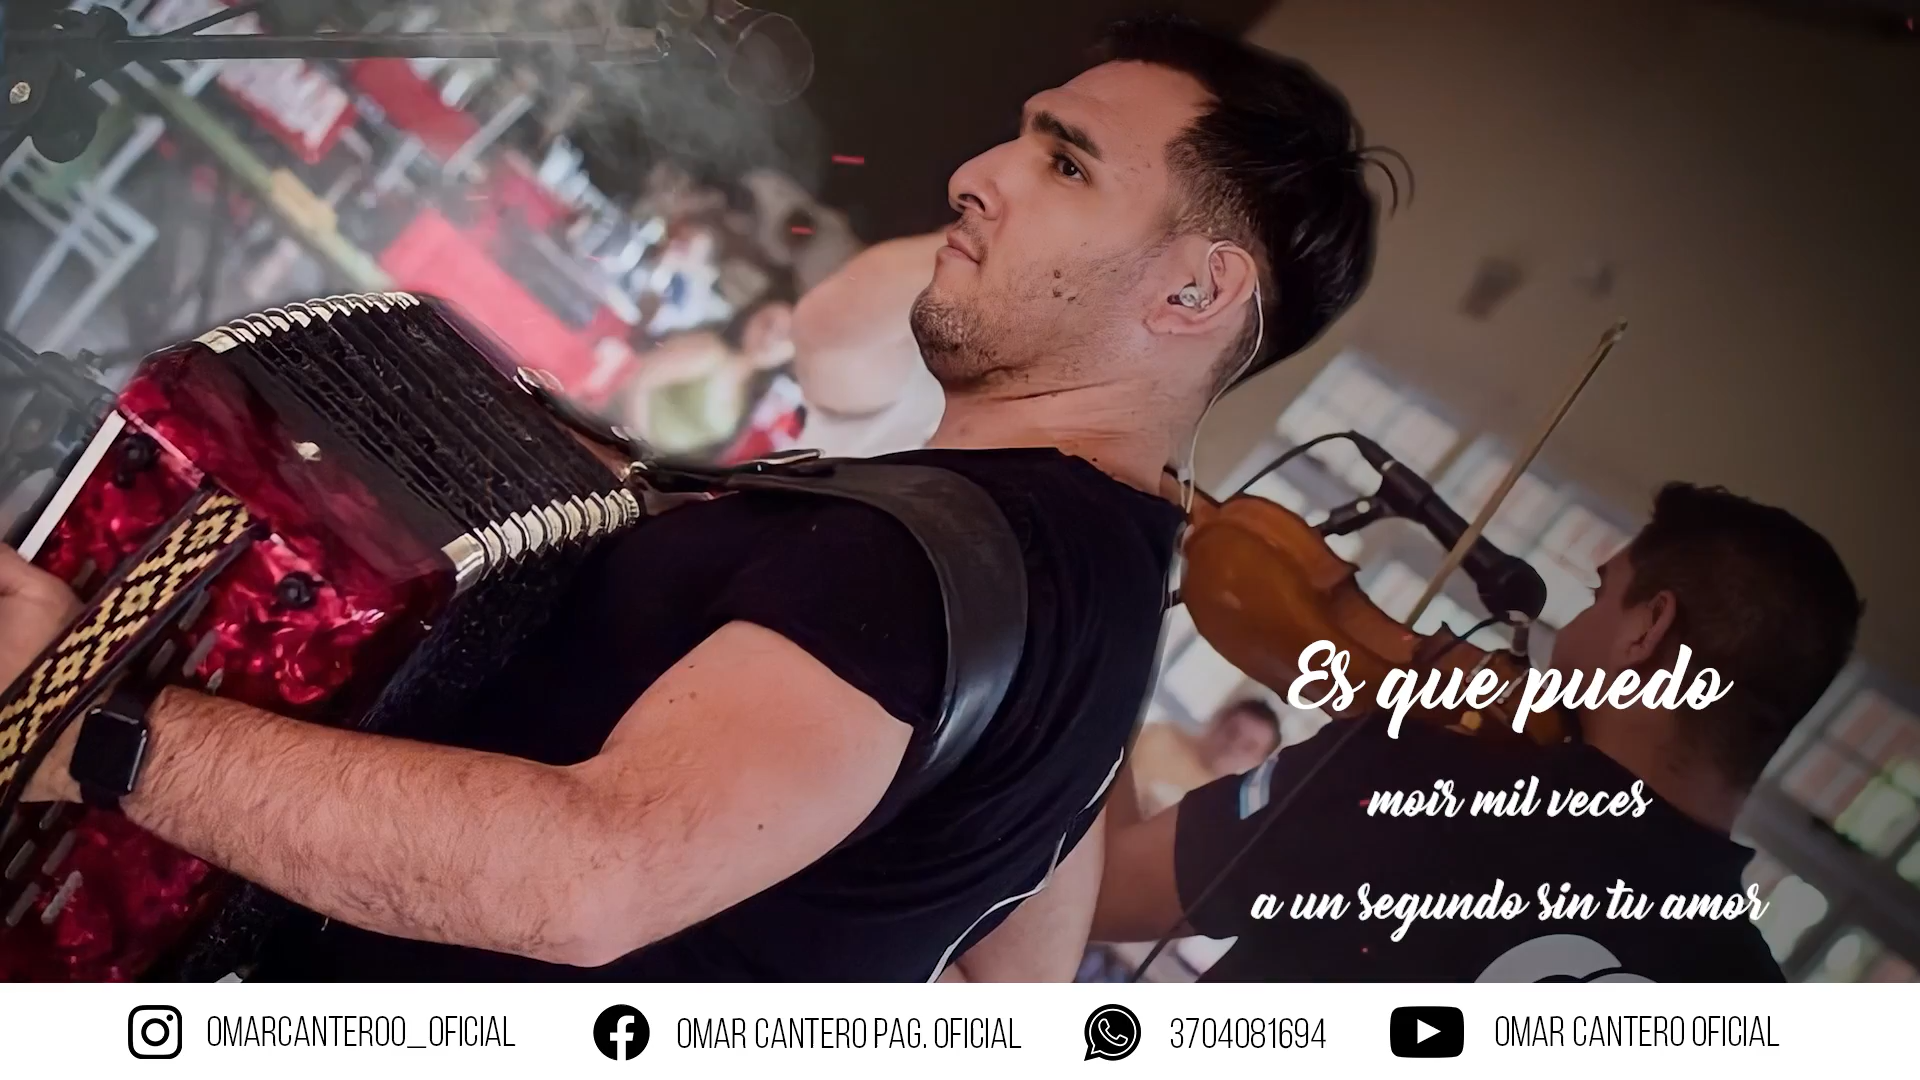 Es que puedo
moir mil veces
a un segundo sin tu amor
OMARCANTEROO_OFICIAL
OMAR CANTERO PAG. OFICIAL
3704081694
OMAR CANTERO OFICIAL